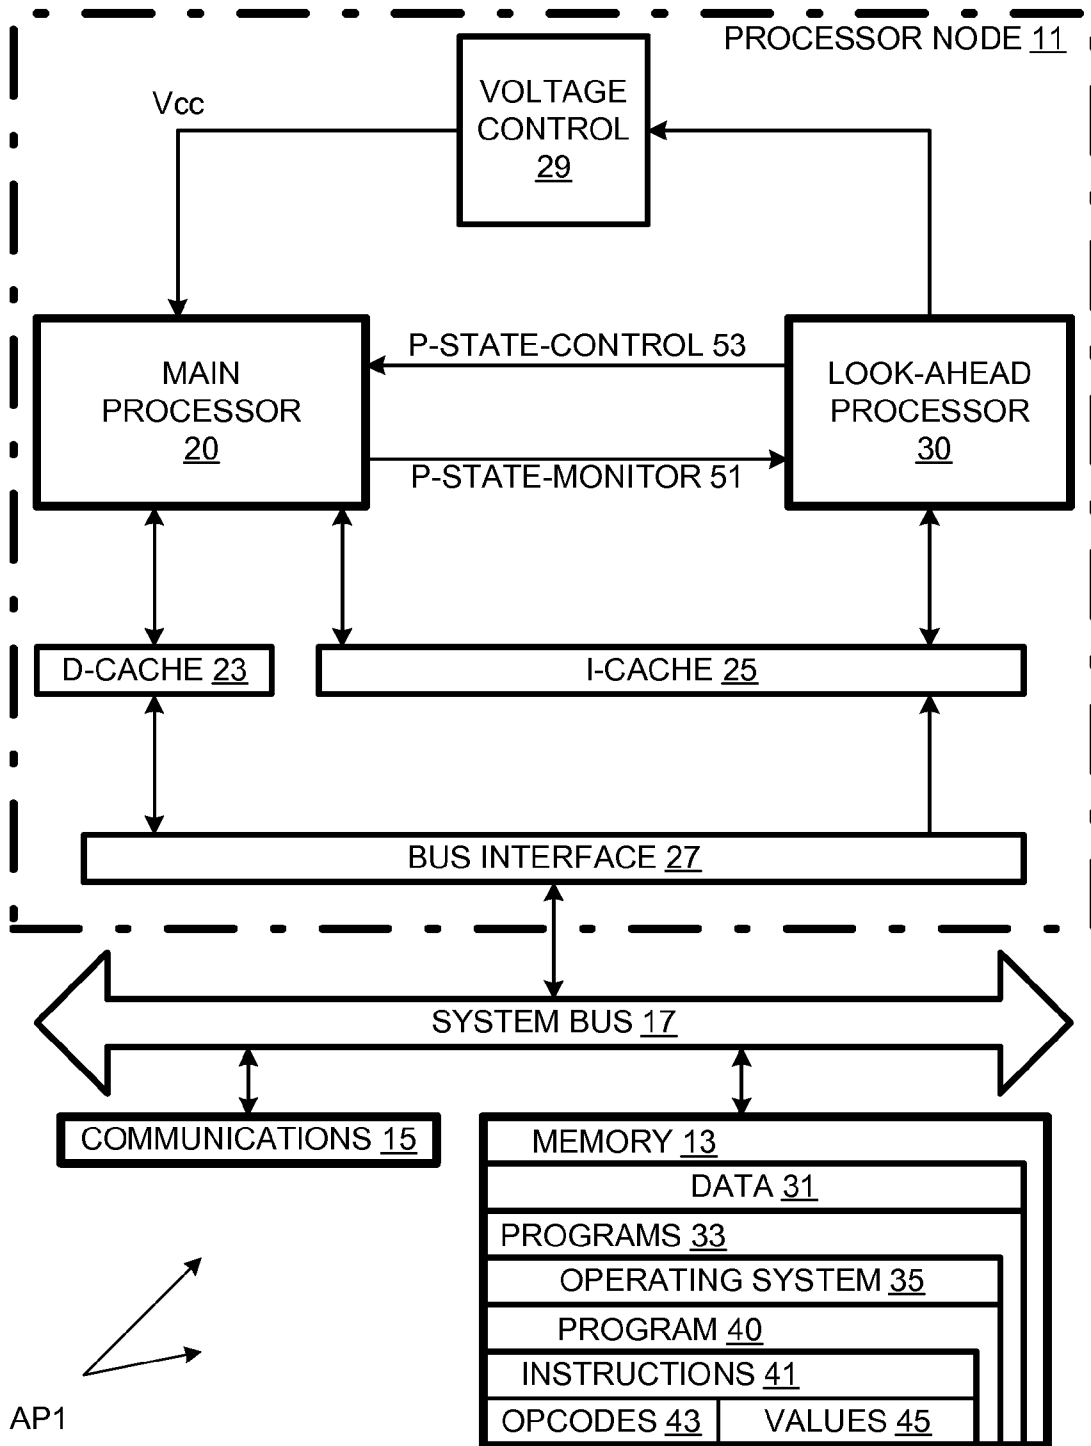 PROCESSOR NODE 11
VOLTAGE
CONTROL
29
Vcc
MAIN
PROCESSOR
20
P-STATE-CONTROL 53
P-STATE-MONITOR 51
LOOK-AHEAD
PROCESSOR
30
D-CACHE 23
I-CACHE 25
BUS INTERFACE 27
SYSTEM BUS 17
COMMUNICATIONS 15
MEMORY 13
DATA 31
PROGRAMS 33
OPERATING SYSTEM 35
PROGRAM 40
INSTRUCTIONS 41
OPCODES 43
VALUES 45
AP1